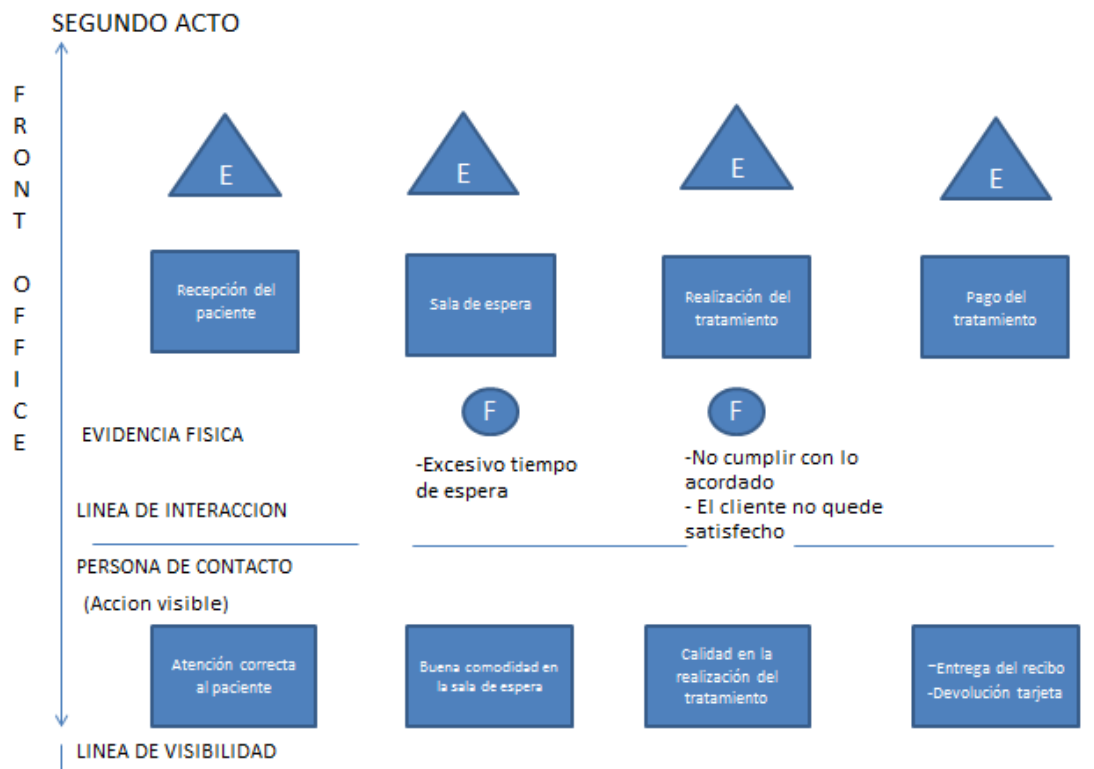 SEGUNDO ACTO
F
R
O
N
T
O
F
F
I
C
E
E
E
E
E
Recepción del
paciente
Sala de espera
Realización del
tratamiento
Pago del
tratamiento
F
F
EVIDENCIA FISICA
-Excesivo tiempo
de espera
-No cumplir con lo
acordado
- El cliente no quede
satisfecho
LINEA DE INTERACCION
PERSONA DE CONTACTO
(Accion visible)
Atención correcta
al paciente
Buena comodidad en
la sala de espera
Calidad en la
realización del
tratamiento
-Entrega del recibo
-Devolución tarjeta
LINEA DE VISIBILIDAD